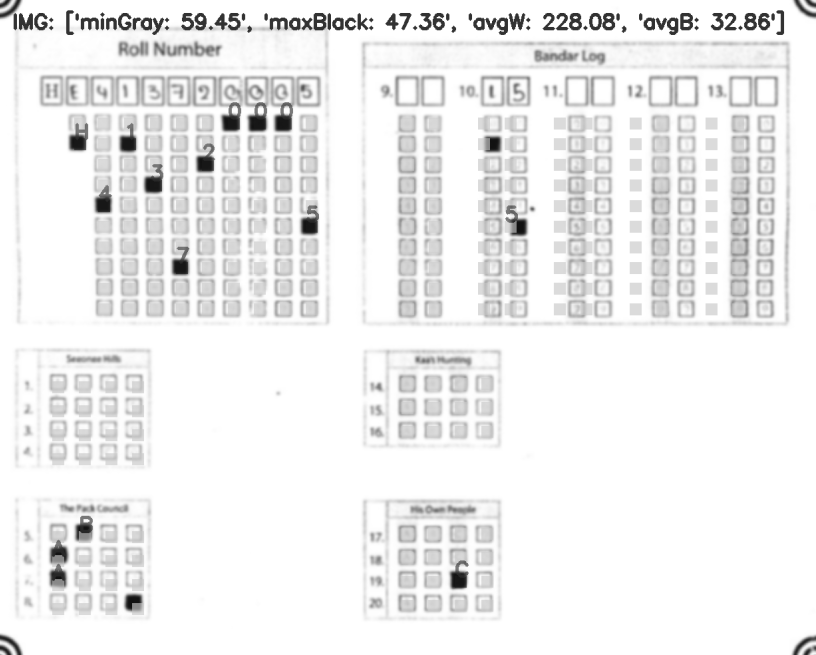 IMG: ['minGray: 59.45', 'maxBlack: 47.36', 'avgW: 228.08', 'avgB: 32.86']
Roll Number
H E 4 1 3 7 2 0 0 0 5
0 0 0
H 1
2
3
4
5
7
Bandar Log
9. 10. 1 5 11. 12. 13.
5
Seeonee Hills
1.
2.
3.
4.
Kaa's Hunting
14.
15.
16.
The Pack Council
5. B
6. A
7. A
8.
His Own People
17.
18.
19. C
20.